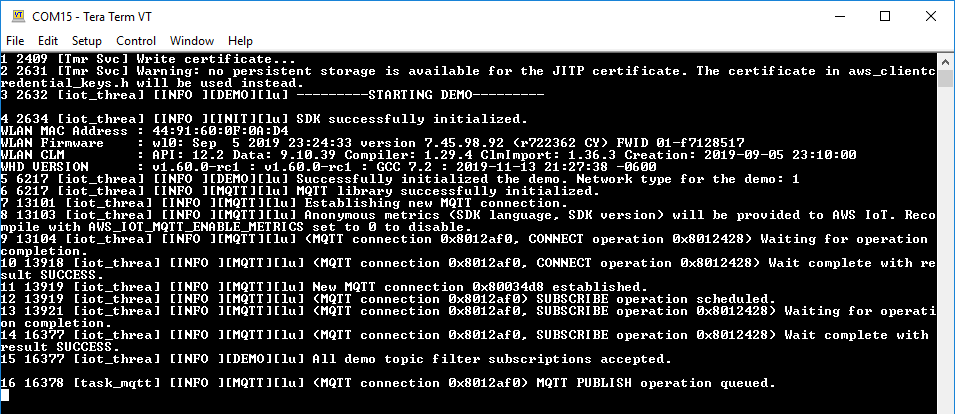 COM15 - Tera Term VT
File Edit Setup Control Window Help
1 2409 [Tmr Svc] Write certificate...
2 2631 [Tmr Svc] Warning: no persistent storage is available for the JITP certificate. The certificate in aws_clientc
redential_keys.h will be used instead.
3 2632 [iot_threa] [INFO ][DEMO][lu] ---------STARTING DEMO---------
4 2634 [iot_threa] [INFO ][INIT][lu] SDK successfully initialized.
WLAN MAC Address : 44:91:60:0F:0A:D4
WLAN Firmware    : wl0: Sep  5 2019 23:24:33 version 7.45.98.92 (r722362 CY) FWID 01-f7128517
WLAN CLM         : API: 12.2 Data: 9.10.39 Compiler: 1.29.4 ClmImport: 1.36.3 Creation: 2019-09-05 23:10:00
WHD VERSION      : v1.60.0-rc1 : v1.60.0-rc1 : GCC 7.2 : 2019-11-13 21:27:38 -0600
5 6217 [iot_threa] [INFO ][DEMO][lu] Successfully initialized the demo. Network type for the demo: 1
6 6217 [iot_threa] [INFO ][MQTT][lu] MQTT library successfully initialized.
7 13101 [iot_threa] [INFO ][MQTT][lu] Establishing new MQTT connection.
8 13103 [iot_threa] [INFO ][MQTT][lu] Anonymous metrics (SDK language, SDK version) will be provided to AWS IoT. Reco
mpile with AWS_IOT_MQTT_ENABLE_METRICS set to 0 to disable.
9 13104 [iot_threa] [INFO ][MQTT][lu] (MQTT connection 0x8012af0, CONNECT operation 0x8012428) Waiting for operation
completion.
10 13918 [iot_threa] [INFO ][MQTT][lu] (MQTT connection 0x8012af0, CONNECT operation 0x8012428) Wait complete with re
sult SUCCESS.
11 13919 [iot_threa] [INFO ][MQTT][lu] New MQTT connection 0x80034d8 established.
12 13919 [iot_threa] [INFO ][MQTT][lu] (MQTT connection 0x8012af0) SUBSCRIBE operation scheduled.
13 13921 [iot_threa] [INFO ][MQTT][lu] (MQTT connection 0x8012af0, SUBSCRIBE operation 0x8012428) Waiting for operati
on completion.
14 16377 [iot_threa] [INFO ][MQTT][lu] (MQTT connection 0x8012af0, SUBSCRIBE operation 0x8012428) Wait complete with
result SUCCESS.
15 16377 [iot_threa] [INFO ][DEMO][lu] All demo topic filter subscriptions accepted.
16 16378 [task_mqtt] [INFO ][MQTT][lu] (MQTT connection 0x8012af0) MQTT PUBLISH operation queued.